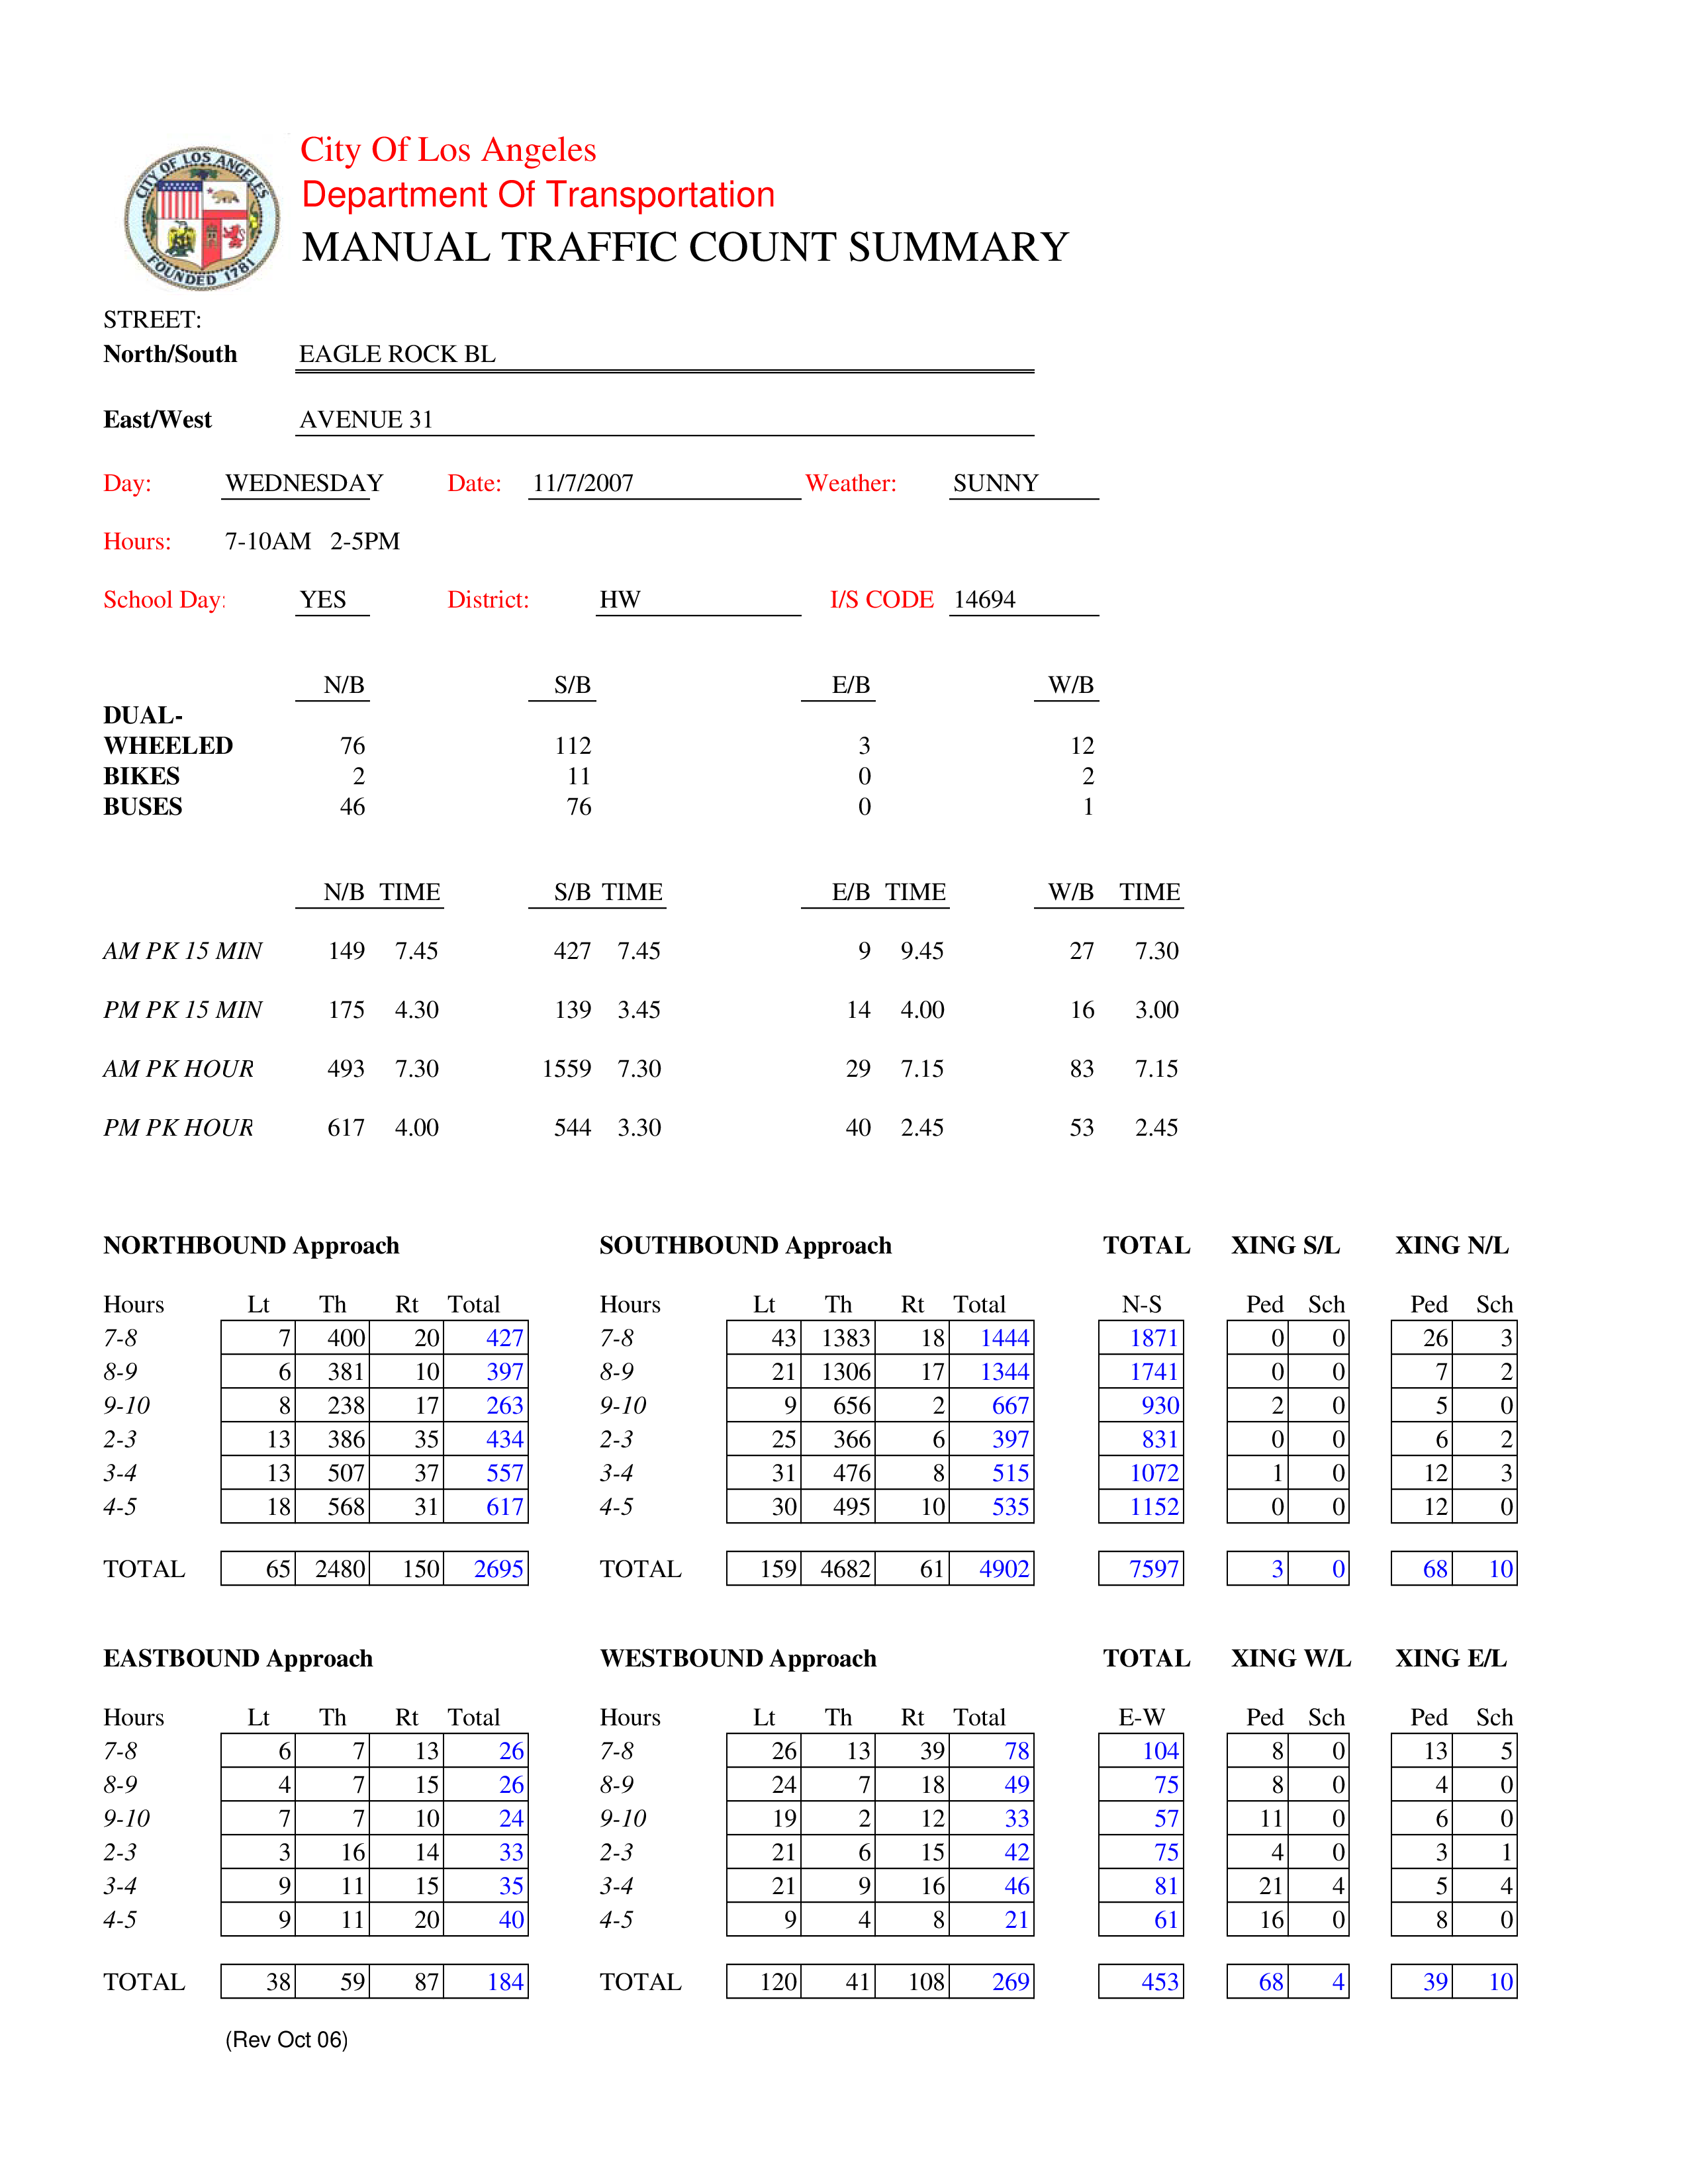 CITY OF LOS ANGELES
FOUNDED 1781
City Of Los Angeles
Department Of Transportation
MANUAL TRAFFIC COUNT SUMMARY
STREET:
North/South EAGLE ROCK BL
East/West AVENUE 31
Day: WEDNESDAY Date: 11/7/2007 Weather: SUNNY
Hours: 7-10AM 2-5PM
School Day: YES District: HW I/S CODE 14694
N/B S/B E/B W/B
DUAL-
WHEELED 76 112 3 12
BIKES 2 11 0 2
BUSES 46 76 0 1
N/B TIME S/B TIME E/B TIME W/B TIME
AM PK 15 MIN 149 7.45 427 7.45 9 9.45 27 7.30
PM PK 15 MIN 175 4.30 139 3.45 14 4.00 16 3.00
AM PK HOUR 493 7.30 1559 7.30 29 7.15 83 7.15
PM PK HOUR 617 4.00 544 3.30 40 2.45 53 2.45
NORTHBOUND Approach SOUTHBOUND Approach TOTAL XING S/L XING N/L
Hours Lt Th Rt Total Hours Lt Th Rt Total N-S Ped Sch Ped Sch
7-8 7 400 20 427 7-8 43 1383 18 1444 1871 0 0 26 3
8-9 6 381 10 397 8-9 21 1306 17 1344 1741 0 0 7 2
9-10 8 238 17 263 9-10 9 656 2 667 930 2 0 5 0
2-3 13 386 35 434 2-3 25 366 6 397 831 0 0 6 2
3-4 13 507 37 557 3-4 31 476 8 515 1072 1 0 12 3
4-5 18 568 31 617 4-5 30 495 10 535 1152 0 0 12 0
TOTAL 65 2480 150 2695 TOTAL 159 4682 61 4902 7597 3 0 68 10
EASTBOUND Approach WESTBOUND Approach TOTAL XING W/L XING E/L
Hours Lt Th Rt Total Hours Lt Th Rt Total E-W Ped Sch Ped Sch
7-8 6 7 13 26 7-8 26 13 39 78 104 8 0 13 5
8-9 4 7 15 26 8-9 24 7 18 49 75 8 0 4 0
9-10 7 7 10 24 9-10 19 2 12 33 57 11 0 6 0
2-3 3 16 14 33 2-3 21 6 15 42 75 4 0 3 1
3-4 9 11 15 35 3-4 21 9 16 46 81 21 4 5 4
4-5 9 11 20 40 4-5 9 4 8 21 61 16 0 8 0
TOTAL 38 59 87 184 TOTAL 120 41 108 269 453 68 4 39 10
(Rev Oct 06)